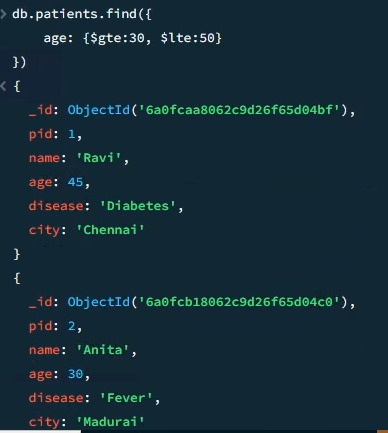 > db.patients.find({
age: {$gte:30, $lte:50}
})
< {
_id: ObjectId('6a0fcaa8062c9d26f65d04bf'),
pid: 1,
name: 'Ravi',
age: 45,
disease: 'Diabetes',
city: 'Chennai'
}
{
_id: ObjectId('6a0fcb18062c9d26f65d04c0'),
pid: 2,
name: 'Anita',
age: 30,
disease: 'Fever',
city: 'Madurai'